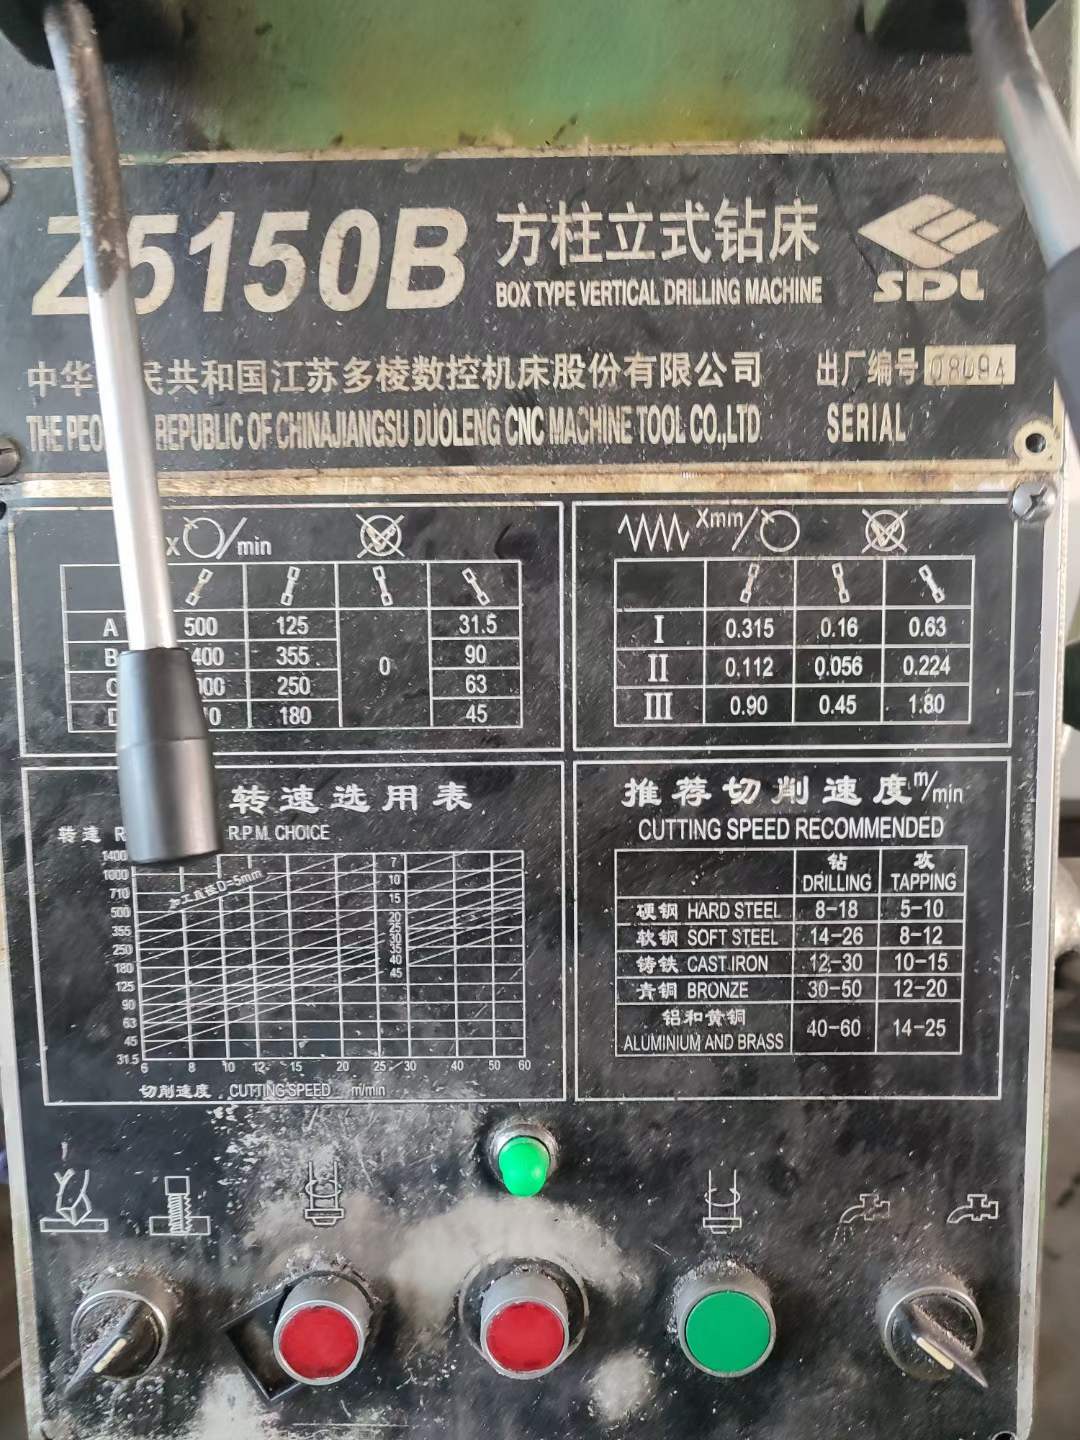 Z5150B 方柱立式钻床
BOX TYPE VERTICAL DRILLING MACHINE
SDL
中华 民共和国江苏多棱数控机床股份有限公司 出厂编号
THE REPUBLIC OF CHINAJIANGSU DUOLENG CNC MACHINE TOOL CO.,LTD SERIAL
X /min
A 500 125 31.5
B 355 90
0
250 63
180 45
Xmm/
I 0.315 0.16 0.63
II 0.112 0.056 0.224
III 0.90 0.45 1.80
转速选用表
转速 R.P.M. CHOICE
1400
1000
710
500
355
250
180
125
90
63
45
31.5
加工直径D=5mm
7
10
15
20
25
30
35
40
45
6 8 10 12 15 20 25 30 40 50 60
切削速度 CUTTING SPEED m/min
推荐切削速度 m/min
CUTTING SPEED RECOMMENDED
钻 攻
DRILLING TAPPING
硬钢 HARD STEEL 8-18 5-10
软钢 SOFT STEEL 14-26 8-12
铸铁 CAST IRON 12-30 10-15
青铜 BRONZE 30-50 12-20
铝和黄铜
ALUMINIUM AND BRASS 40-60 14-25